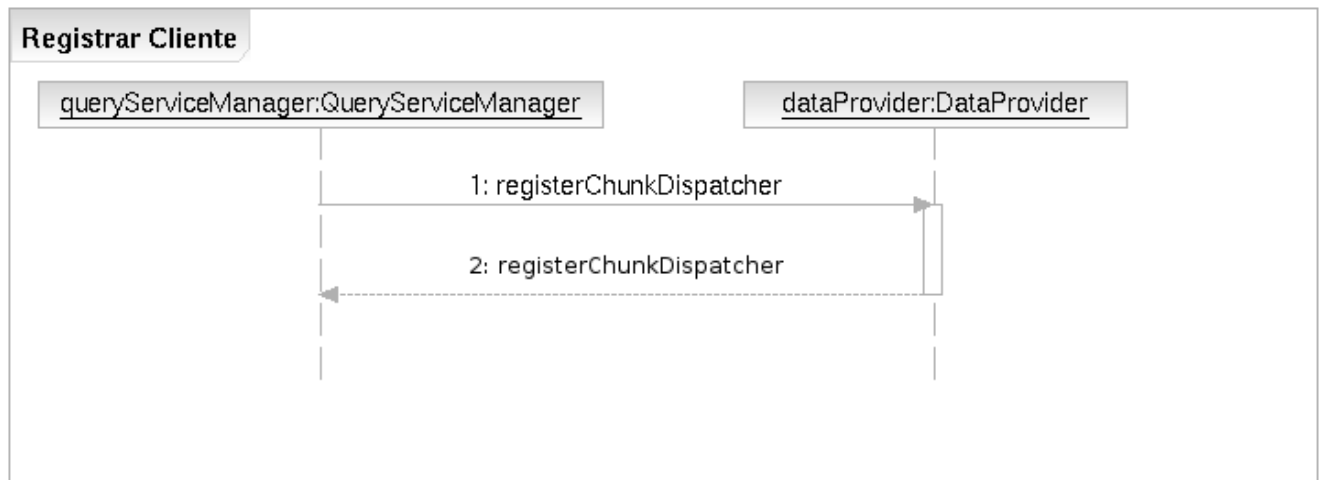 Registrar Cliente
queryServiceManager:QueryServiceManager
dataProvider:DataProvider
1: registerChunkDispatcher
2: registerChunkDispatcher